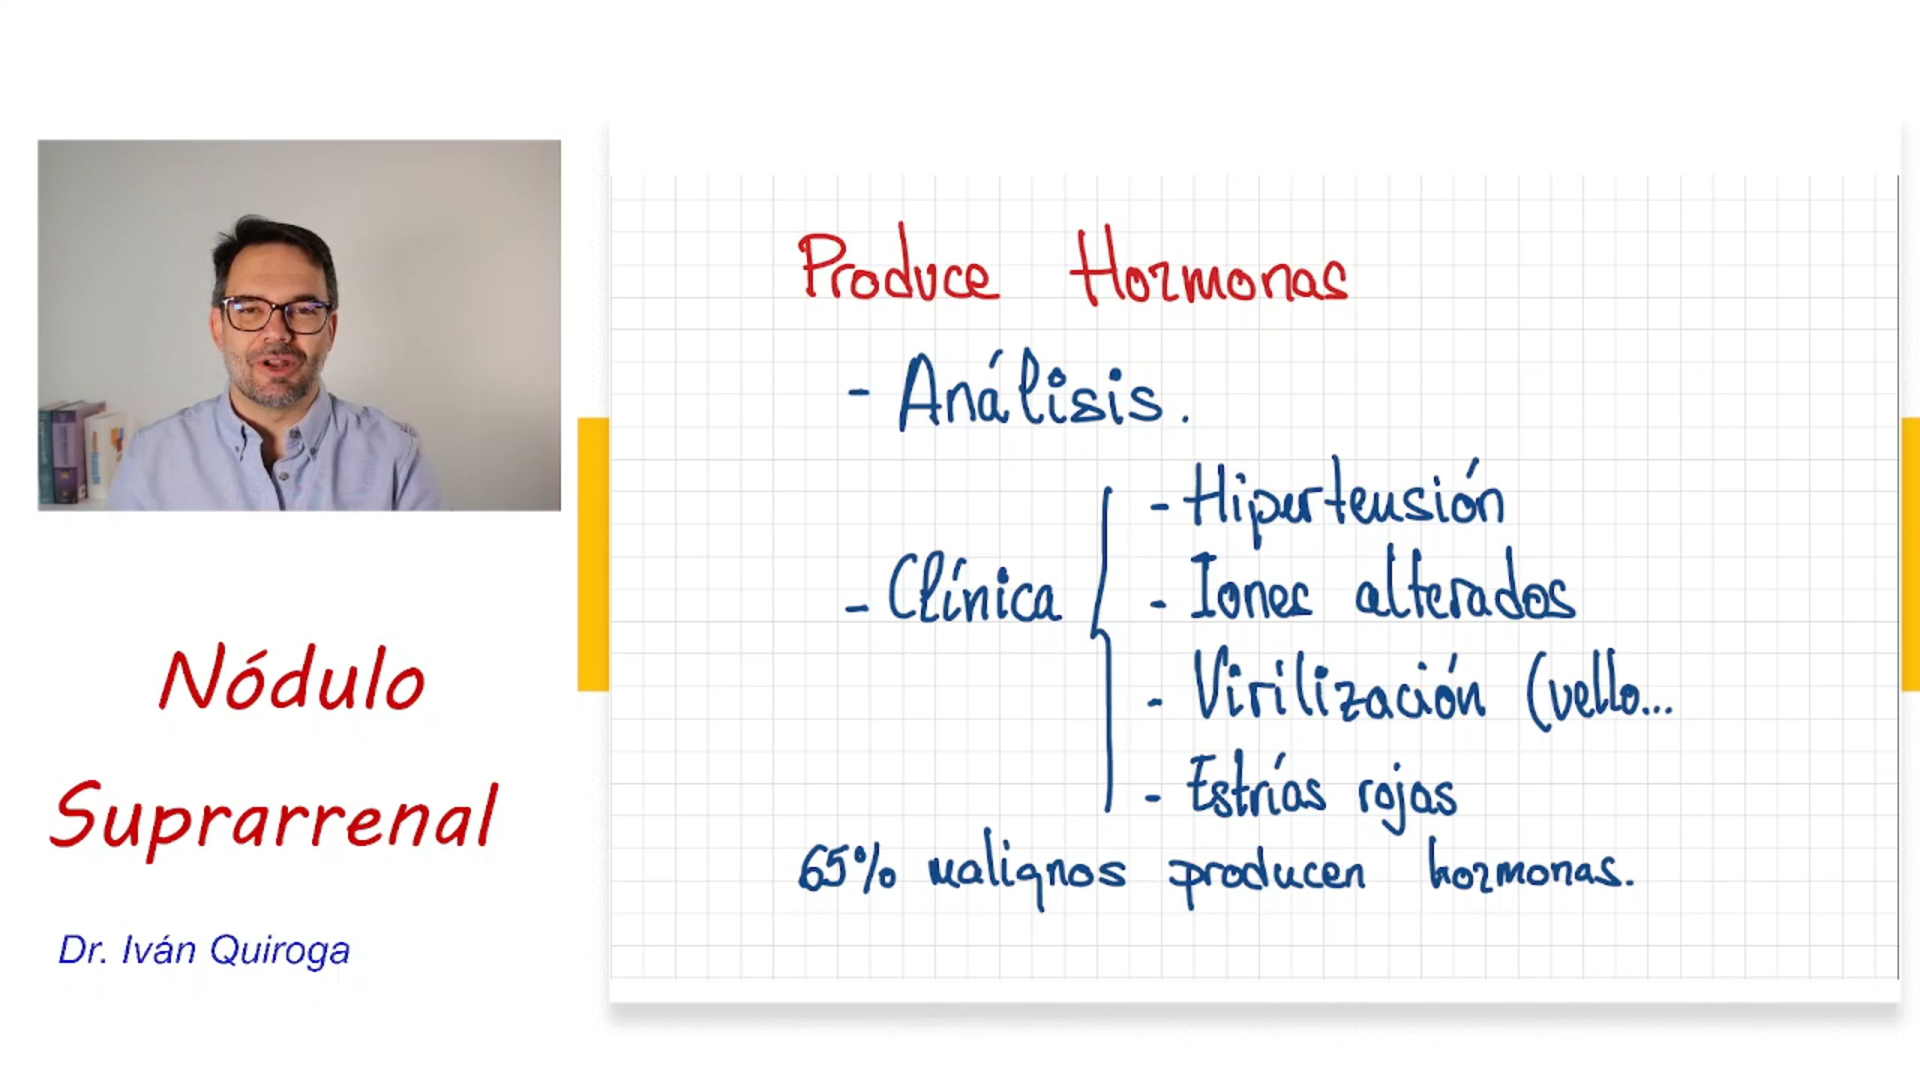 Nódulo
Suprarrenal
Dr. Iván Quiroga
Produce Hormonas
- Análisis.
- Clínica
- Hipertensión
- Iones alterados
- Virilización (vello...
- Estrías rojas
65% malignos producen hormonas.